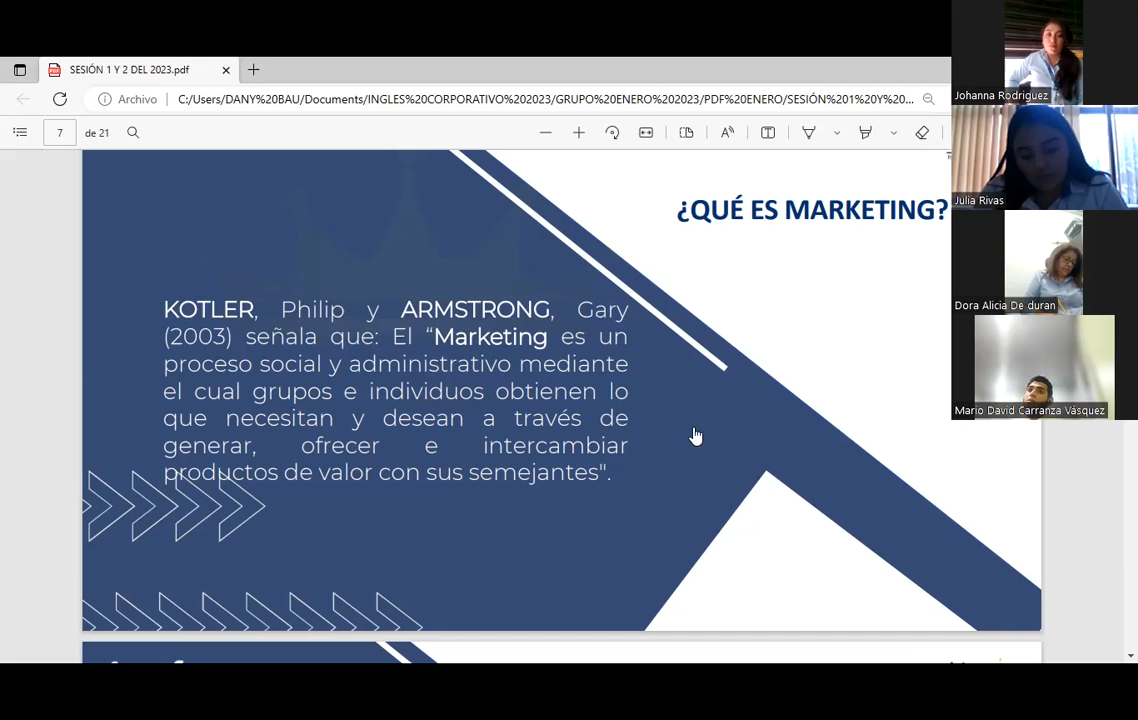 SESIÓN 1 Y 2 DEL 2023.pdf
Archivo
C:/Users/DANY%20BAU/Documents/INGLES%20CORPORATIVO%202023/GRUPO%20ENERO%202023/PDF%20ENERO/SESIÓN%201%20Y%20...
7 de 21
¿QUÉ ES MARKETING?
KOTLER, Philip y ARMSTRONG, Gary
(2003) señala que: El “Marketing es un
proceso social y administrativo mediante
el cual grupos e individuos obtienen lo
que necesitan y desean a través de
generar, ofrecer e intercambiar
productos de valor con sus semejantes".
Johanna Rodriguez
Julia Rivas
Dora Alicia De duran
Mario David Carranza Vásquez